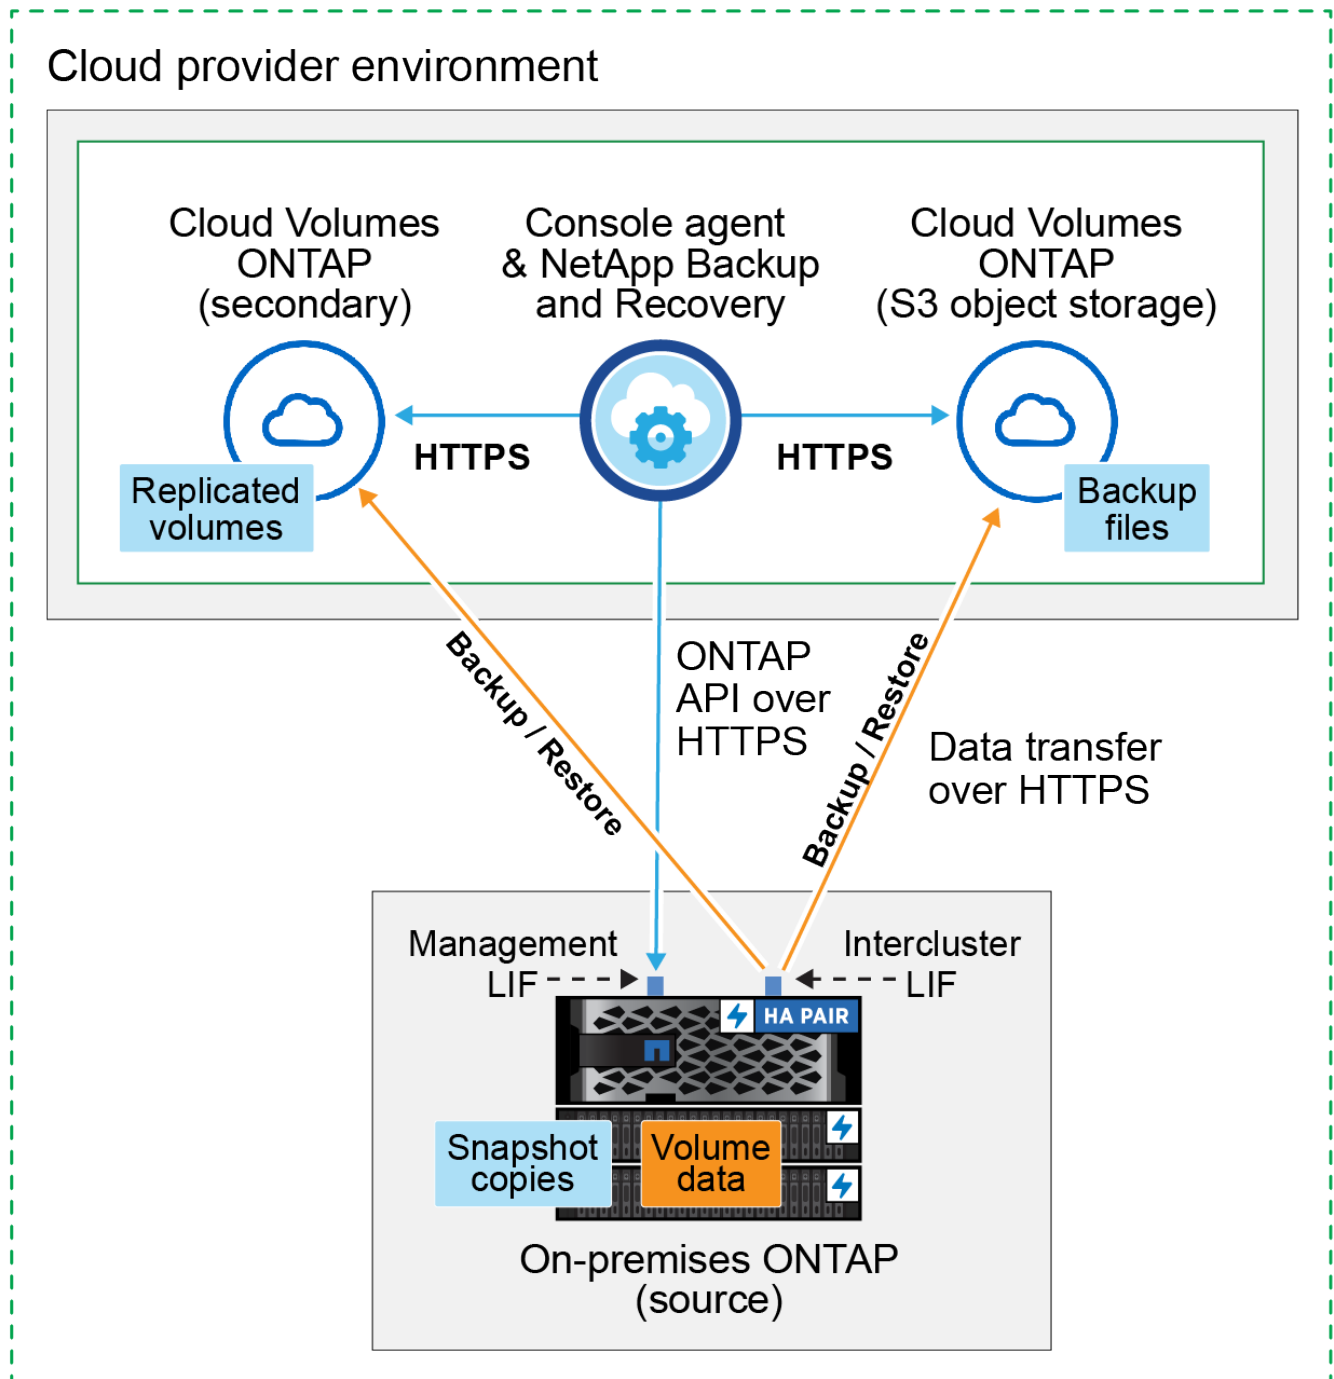 Cloud provider environment
Cloud Volumes
ONTAP
(secondary)
Console agent
& NetApp Backup
and Recovery
Cloud Volumes
ONTAP
(S3 object storage)
HTTPS
HTTPS
Replicated
volumes
Backup
files
Backup / Restore
ONTAP
API over
HTTPS
Backup / Restore
Data transfer
over HTTPS
Management
LIF
Intercluster
LIF
HA PAIR
Snapshot
copies
Volume
data
On-premises ONTAP
(source)